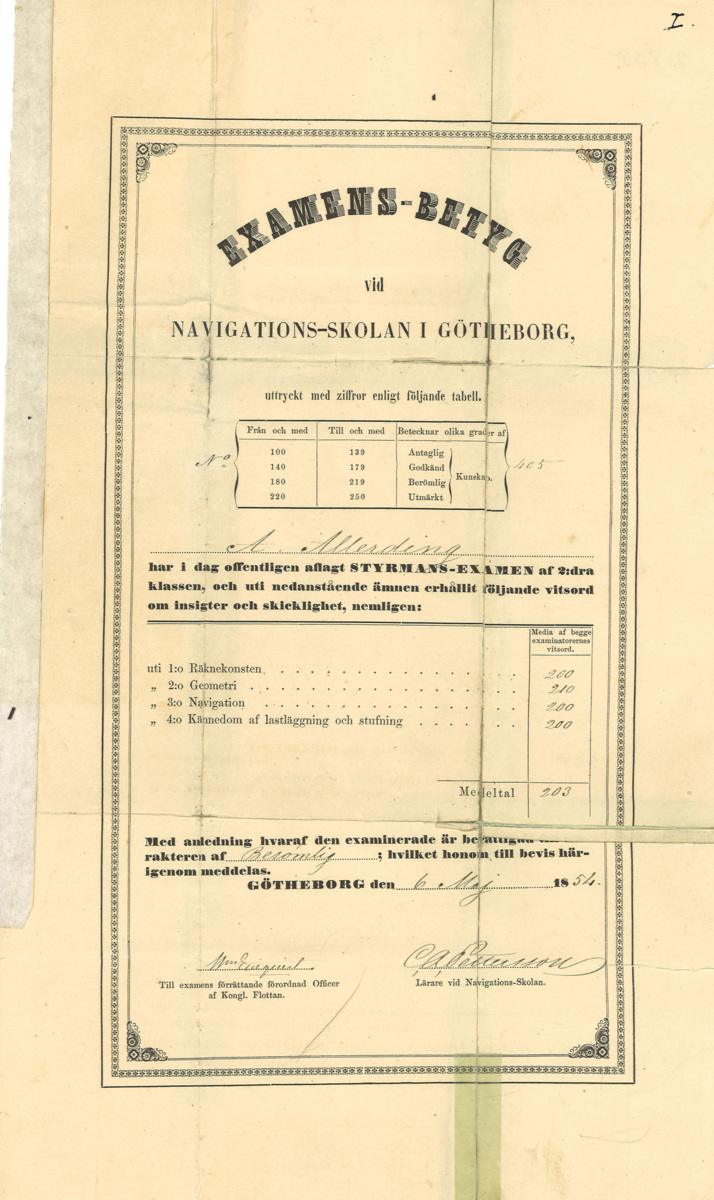 I.
EXAMENS-BETYG
vid
NAVIGATIONS-SKOLAN I GÖTHEBORG,
uttryckt med ziffror enligt följande tabell.
Från och med Till och med Betecknar olika grader af
100 139 Antaglig
140 179 Godkänd
180 219 Berömlig
220 250 Utmärkt
Kunskap.
No 405
A. Allerding
har i dag offentligen aflagt STYRMANS-EXAMEN af 2:dra
klassen, och uti nedanstående ämnen erhållit följande vitsord
om insigter och skicklighet, nemligen:
Media af begge
examinatorernes
vitsord.
uti 1:o Räknekonsten 200
„ 2:o Geometri 210
„ 3:o Navigation 200
„ 4:o Kännedom af lastläggning och stufning 200
Medeltal 203
Med anledning hvaraf den examinerade är
rakteren af Berömlig ; hvilket honom till bevis här-
igenom meddelas.
GÖTHEBORG den 6 Maj 1854.
C. A. Pettersson
Till examens förrättande förordnad Officer
af Kongl. Flottan.
Lärare vid Navigations-Skolan.